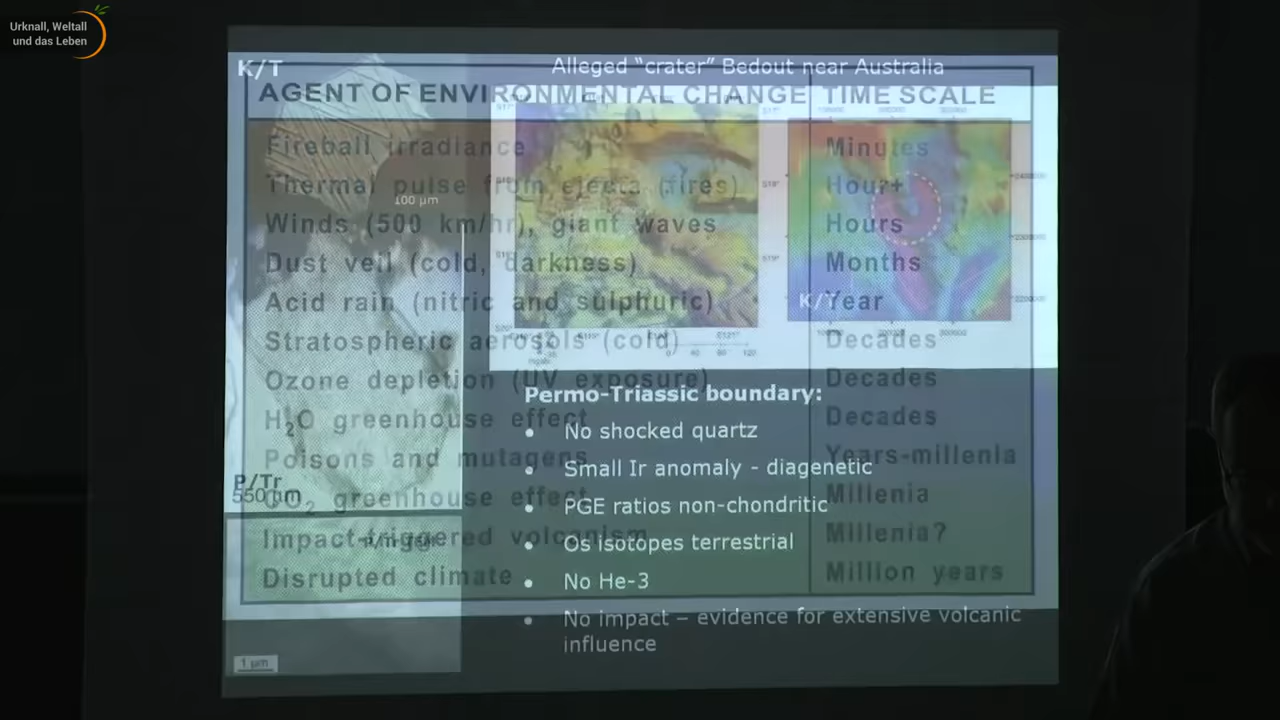 Urknall, Weltall
und das Leben
K/T
Alleged “crater” Bedout near Australia
AGENT OF ENVIRONMENTAL CHANGE TIME SCALE
Fireball irradiance Minutes
Thermal pulse from ejecta (fires) Hour+
100 µm
Winds (500 km/hr), giant waves Hours
Dust veil (cold, darkness) Months
K/T
Acid rain (nitric and sulphuric) Year
Stratospheric aerosols (cold) Decades
Ozone depletion (UV exposure) Decades
H2O greenhouse effect Decades
Poisons and mutagens Years-millenia
CO2 greenhouse effect Millenia
Impact-triggered volcanism Millenia?
Disrupted climate Million years
P/Tr
550 µm
1 µm
Permo-Triassic boundary:
• No shocked quartz
• Small Ir anomaly - diagenetic
• PGE ratios non-chondritic
• Os isotopes terrestrial
• No He-3
• No impact – evidence for extensive volcanic
influence